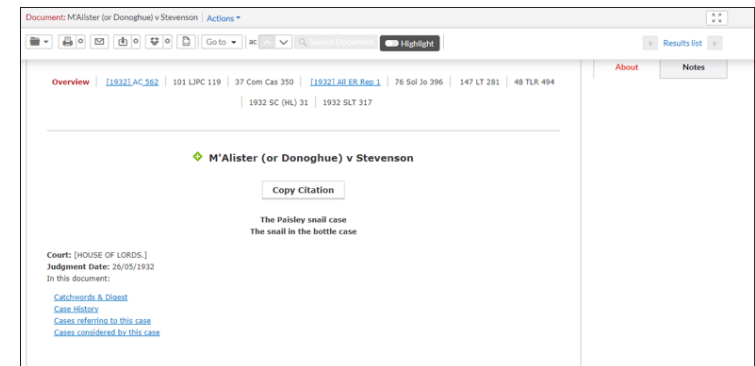 Document: M'Alister (or Donoghue) v Stevenson Actions
0 0 0 Go to ac Search Document Highlight Results list
Overview [1932] AC 562 101 LJPC 119 37 Com Cas 350 [1932] All ER Rep 1 76 Sol Jo 396 147 LT 281 48 TLR 494
1932 SC (HL) 31 1932 SLT 317
About Notes
M'Alister (or Donoghue) v Stevenson
Copy Citation
The Paisley snail case
The snail in the bottle case
Court: [HOUSE OF LORDS.]
Judgment Date: 26/05/1932
In this document:
Catchwords & Digest
Case History
Cases referring to this case
Cases considered by this case